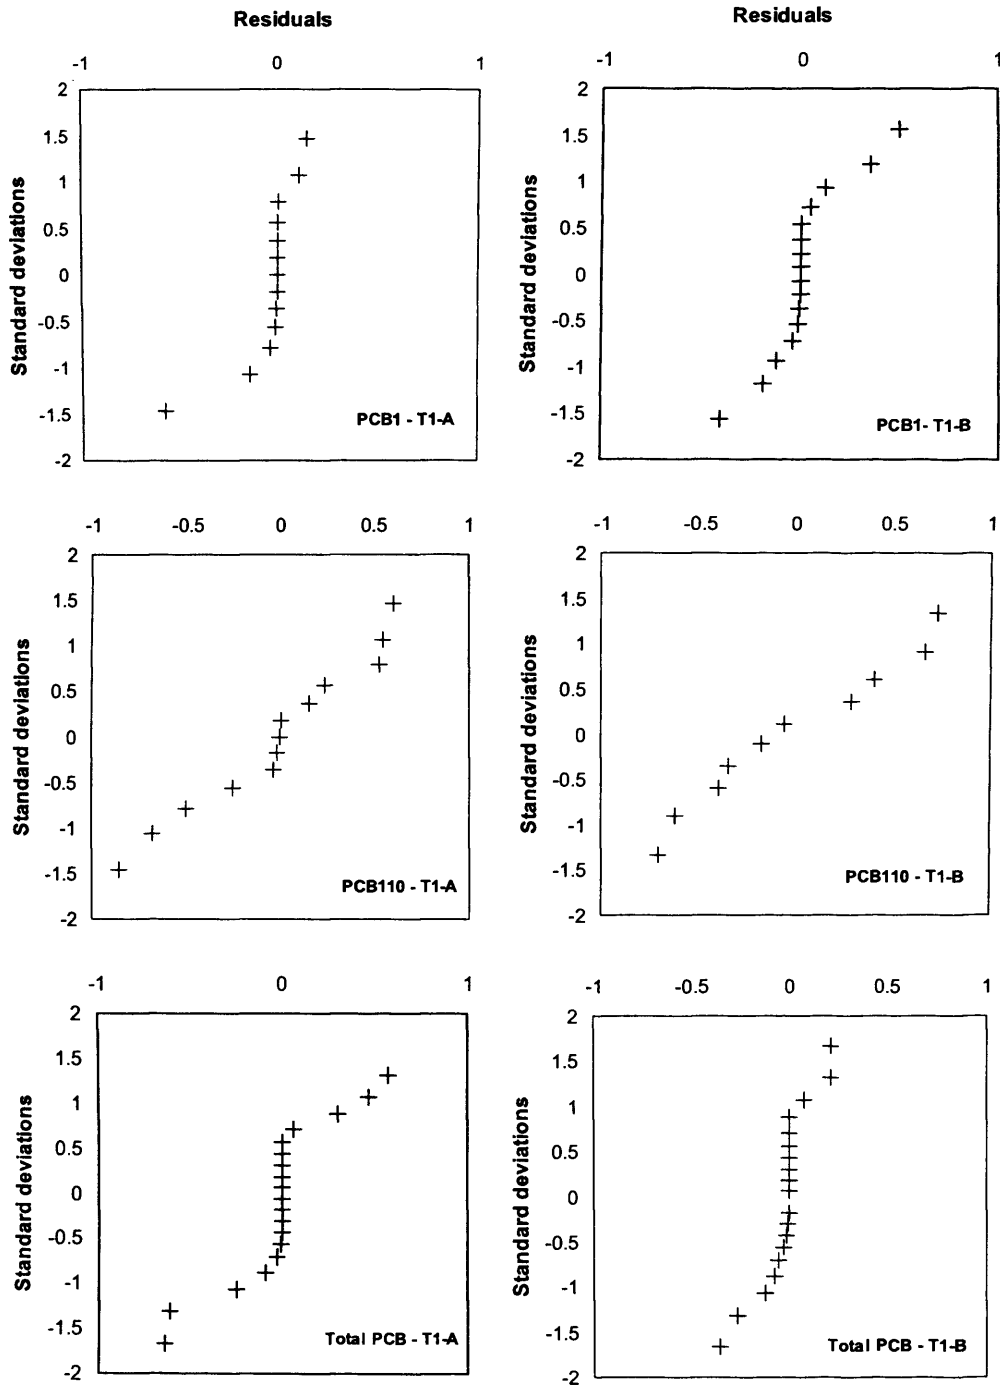 Residuals
-1 0 1
2
1.5
1
0.5
0
-0.5
-1
-1.5
-2
Standard deviations
PCB1 - T1-A
Residuals
-1 0 1
2
1.5
1
0.5
0
-0.5
-1
-1.5
-2
Standard deviations
PCB1- T1-B
-1 -0.5 0 0.5 1
2
1.5
1
0.5
0
-0.5
-1
-1.5
-2
Standard deviations
PCB110 - T1-A
-1 -0.5 0 0.5 1
2
1.5
1
0.5
0
-0.5
-1
-1.5
-2
Standard deviations
PCB110 - T1-B
-1 0 1
2
1.5
1
0.5
0
-0.5
-1
-1.5
-2
Standard deviations
Total PCB - T1-A
-1 -0.5 0 0.5 1
2
1.5
1
0.5
0
-0.5
-1
-1.5
-2
Standard deviations
Total PCB - T1-B